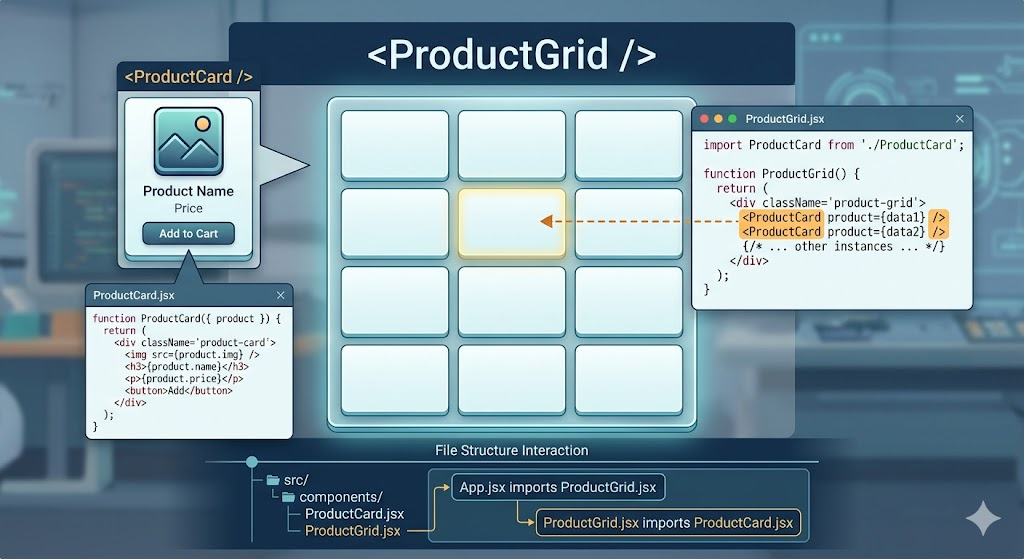 <ProductGrid />
<ProductCard />
Product Name
Price
Add to Cart
ProductCard.jsx
function ProductCard({ product }) {
  return (
    <div className='product-card'>
      <img src={product.img} />
      <h3>{product.name}</h3>
      <p>{product.price}</p>
      <button>Add</button>
    </div>
  );
}
ProductGrid.jsx
import ProductCard from './ProductCard';
function ProductGrid() {
  return (
    <div className='product-grid'>
      <ProductCard product={data1} />
      <ProductCard product={data2} />
      {/* ... other instances ... */}
    </div>
  );
}
File Structure Interaction
src/
components/
ProductCard.jsx
ProductGrid.jsx
App.jsx imports ProductGrid.jsx
ProductGrid.jsx imports ProductCard.jsx